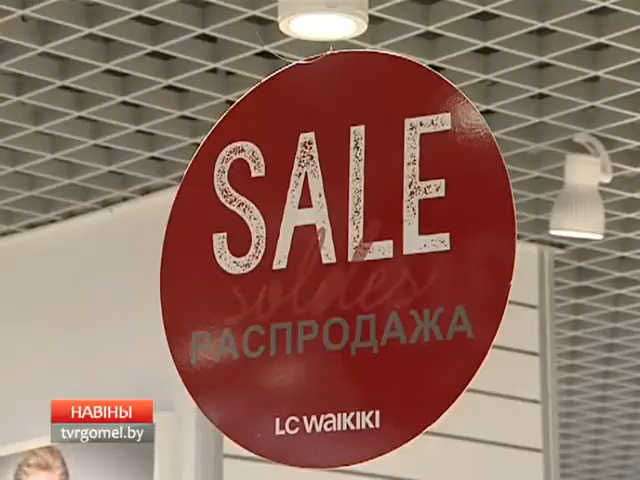 SALE
soldes
РАСПРОДАЖА
LC WAIKIKI
НАВІНЫ
tvrgomel.by